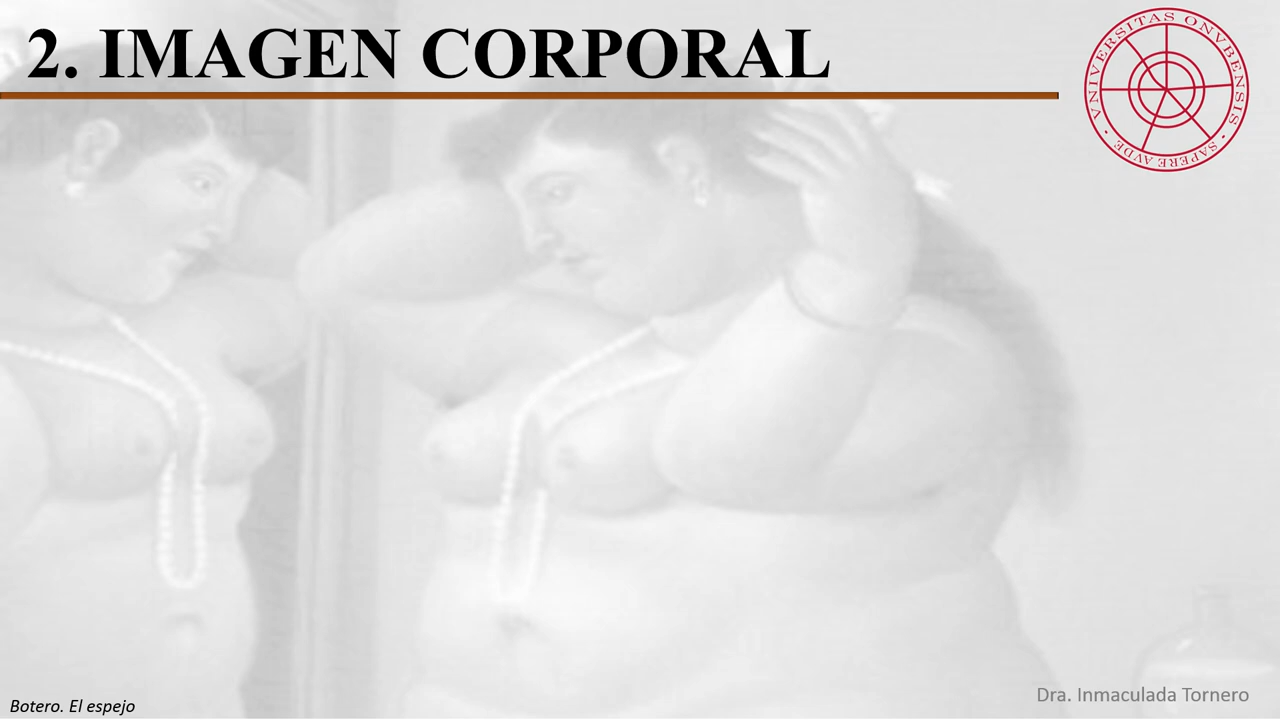 2. IMAGEN CORPORAL
VNIVERSITAS ONVBENSIS · SAPERE AVDE ·
Dra. Inmaculada Tornero
Botero. El espejo